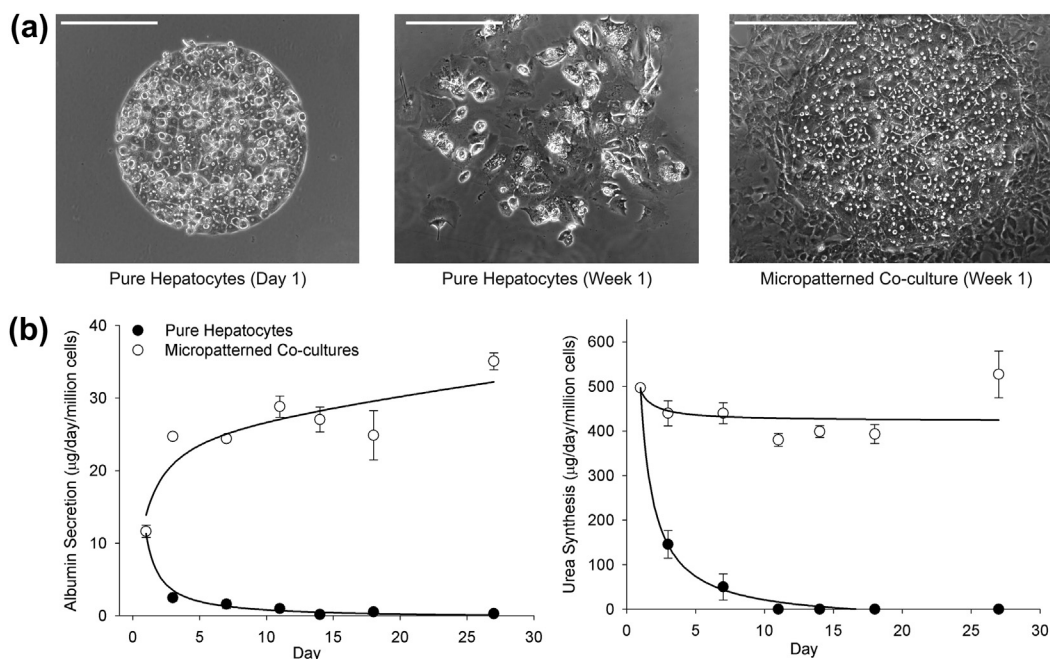 (a)
Pure Hepatocytes (Day 1)
Pure Hepatocytes (Week 1)
Micropatterned Co-culture (Week 1)
(b)
Pure Hepatocytes
Micropatterned Co-cultures
Albumin Secretion (µg/day/million cells)
40
30
20
10
0
0 5 10 15 20 25 30
Day
Urea Synthesis (µg/day/million cells)
600
500
400
300
200
100
0
0 5 10 15 20 25 30
Day